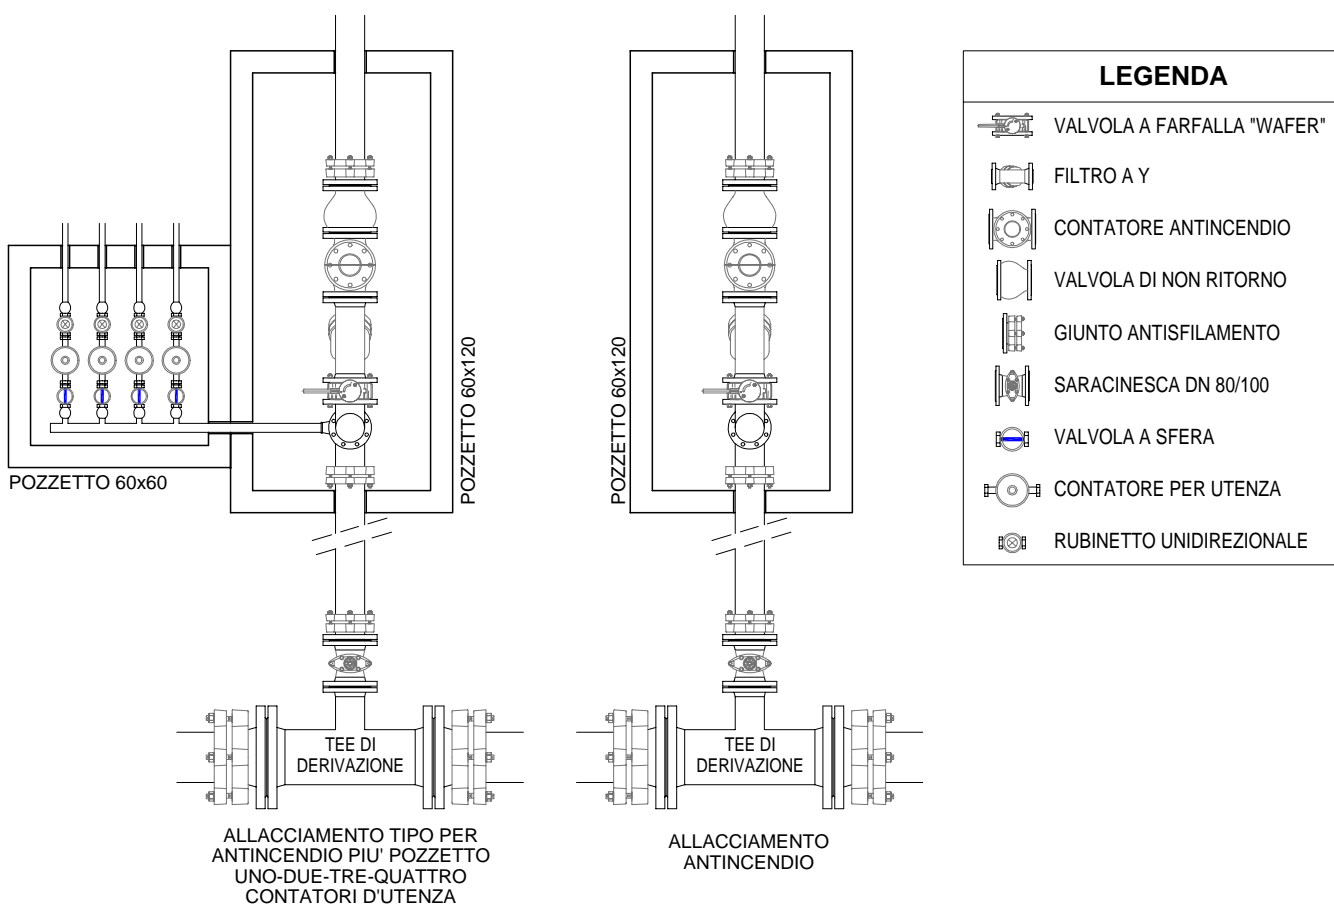 POZZETTO 60x60
POZZETTO 60x120
TEE DI
DERIVAZIONE
ALLACCIAMENTO TIPO PER
ANTINCENDIO PIU' POZZETTO
UNO-DUE-TRE-QUATTRO
CONTATORI D'UTENZA
POZZETTO 60x120
TEE DI
DERIVAZIONE
ALLACCIAMENTO
ANTINCENDIO
LEGENDA
VALVOLA A FARFALLA "WAFER"
FILTRO A Y
CONTATORE ANTINCENDIO
VALVOLA DI NON RITORNO
GIUNTO ANTISFILAMENTO
SARACINESCA DN 80/100
VALVOLA A SFERA
CONTATORE PER UTENZA
RUBINETTO UNIDIREZIONALE